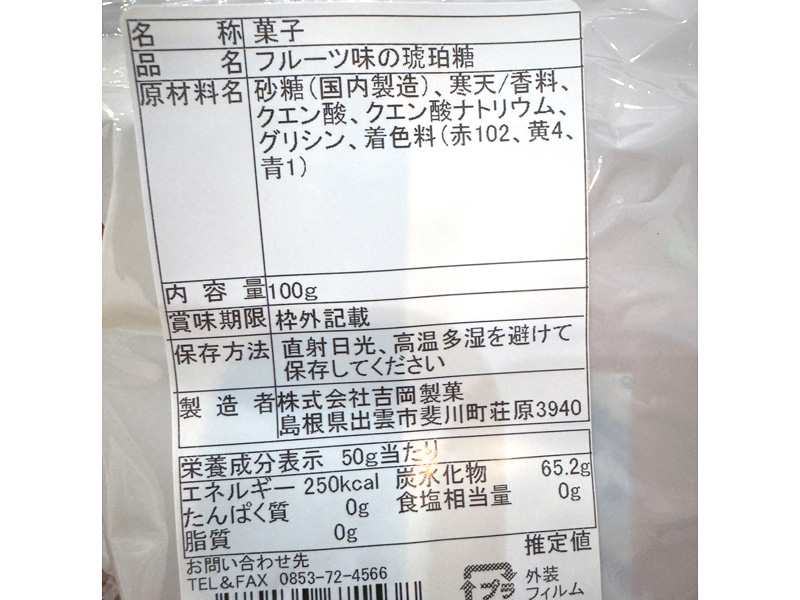 名称 菓子
品名 フルーツ味の琥珀糖
原材料名 砂糖(国内製造)、寒天/香料、
クエン酸、クエン酸ナトリウム、
グリシン、着色料(赤102、黄4、
青1)
内容量 100g
賞味期限 枠外記載
保存方法 直射日光、高温多湿を避けて
保存してください
製造者 株式会社吉岡製菓
島根県出雲市斐川町荘原3940
栄養成分表示 50g当たり
エネルギー 250kcal 炭水化物 65.2g
たんぱく質 0g 食塩相当量 0g
脂質 0g
推定値
お問い合わせ先
TEL&FAX 0853-72-4566
プラ
外装
フィルム